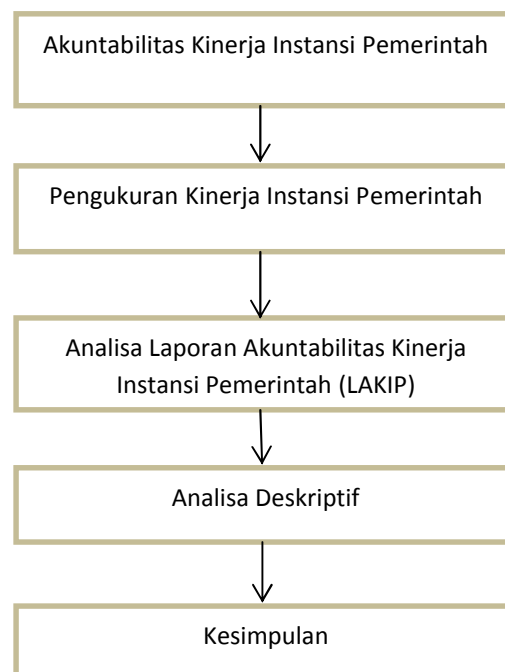 Akuntabilitas Kinerja Instansi Pemerintah
Pengukuran Kinerja Instansi Pemerintah
Analisa Laporan Akuntabilitas Kinerja
Instansi Pemerintah (LAKIP)
Analisa Deskriptif
Kesimpulan